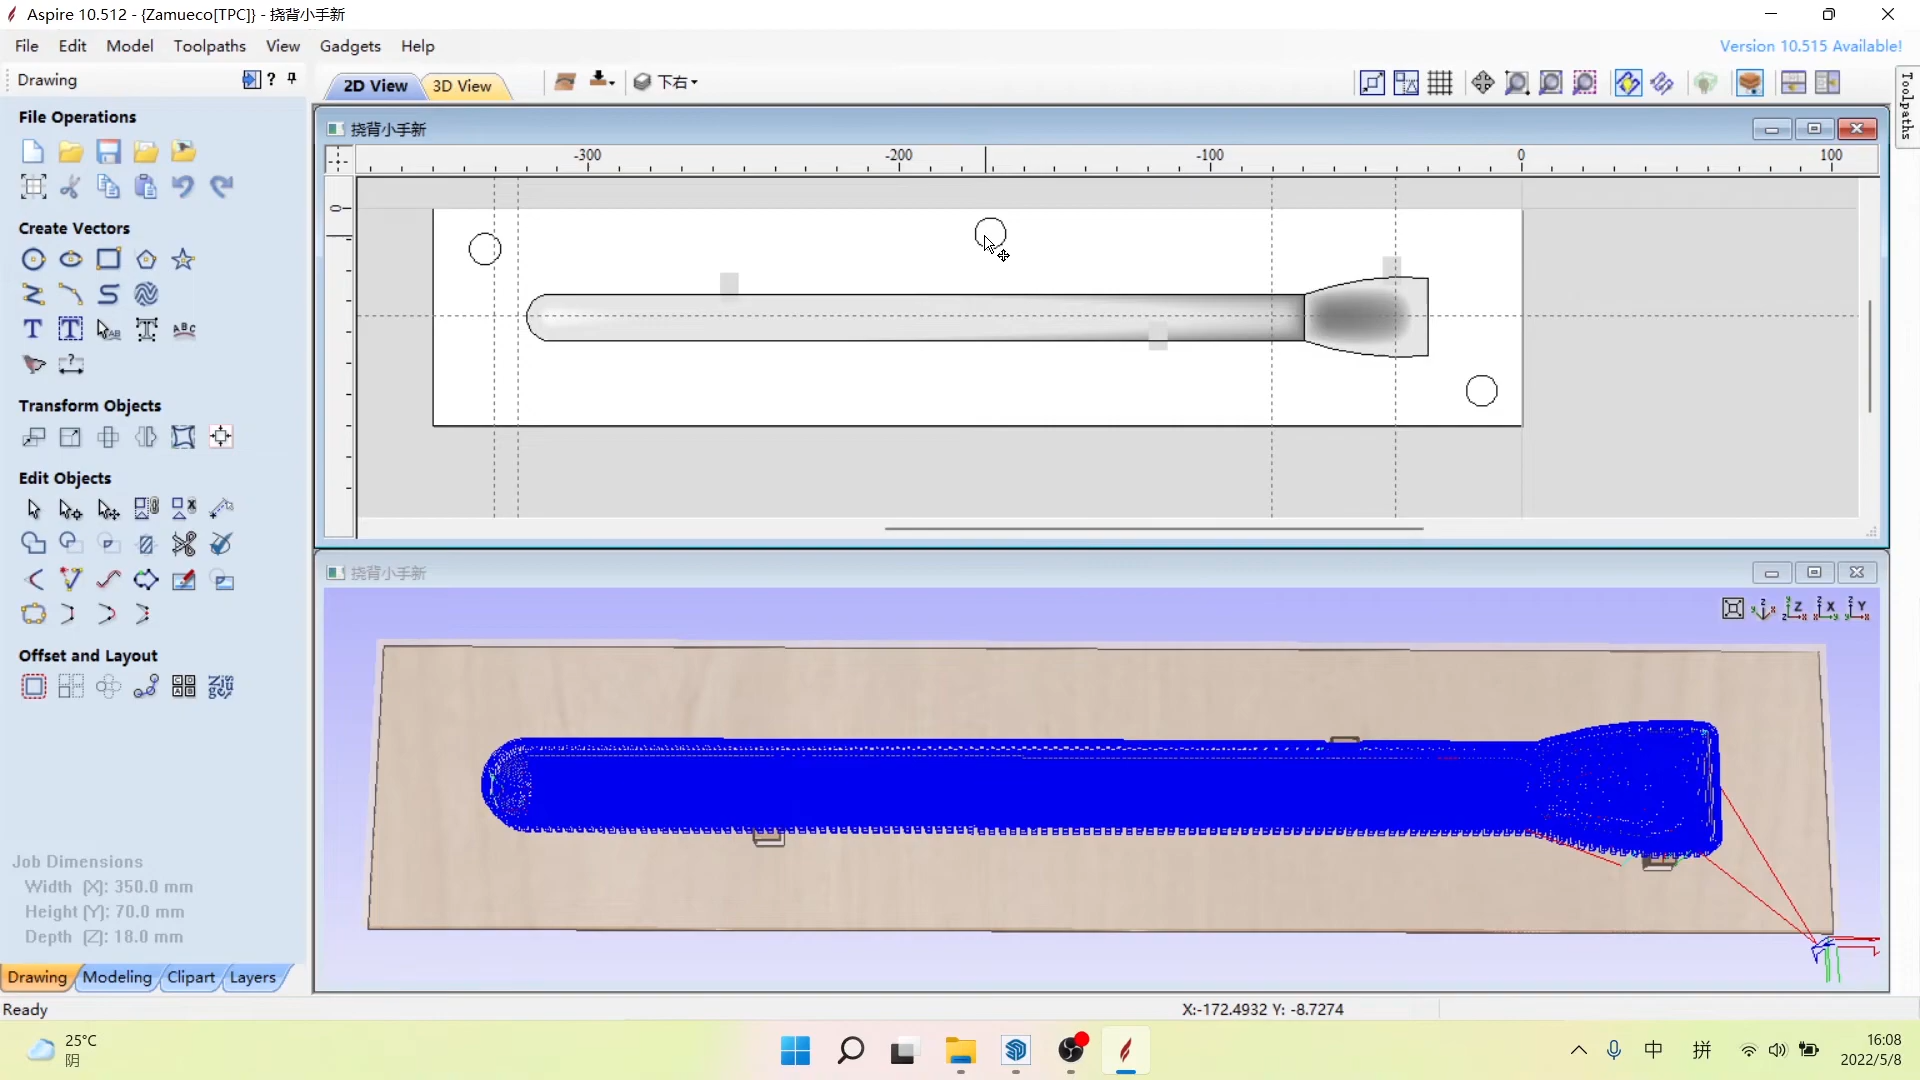 Aspire 10.512 - {Zamueco[TPC]} - 挠背小手新
File Edit Model Toolpaths View Gadgets Help
Version 10.515 Available!
Drawing
2D View 3D View 下右
Toolpaths
File Operations
挠背小手新
-300 -200 -100 0 100
0
Create Vectors
Transform Objects
Edit Objects
挠背小手新
Offset and Layout
Job Dimensions
Width [X]: 350.0 mm
Height [Y]: 70.0 mm
Depth [Z]: 18.0 mm
Drawing Modeling Clipart Layers
Ready
X:-172.4932 Y: -8.7274
25°C
阴
中 拼
16:08
2022/5/8